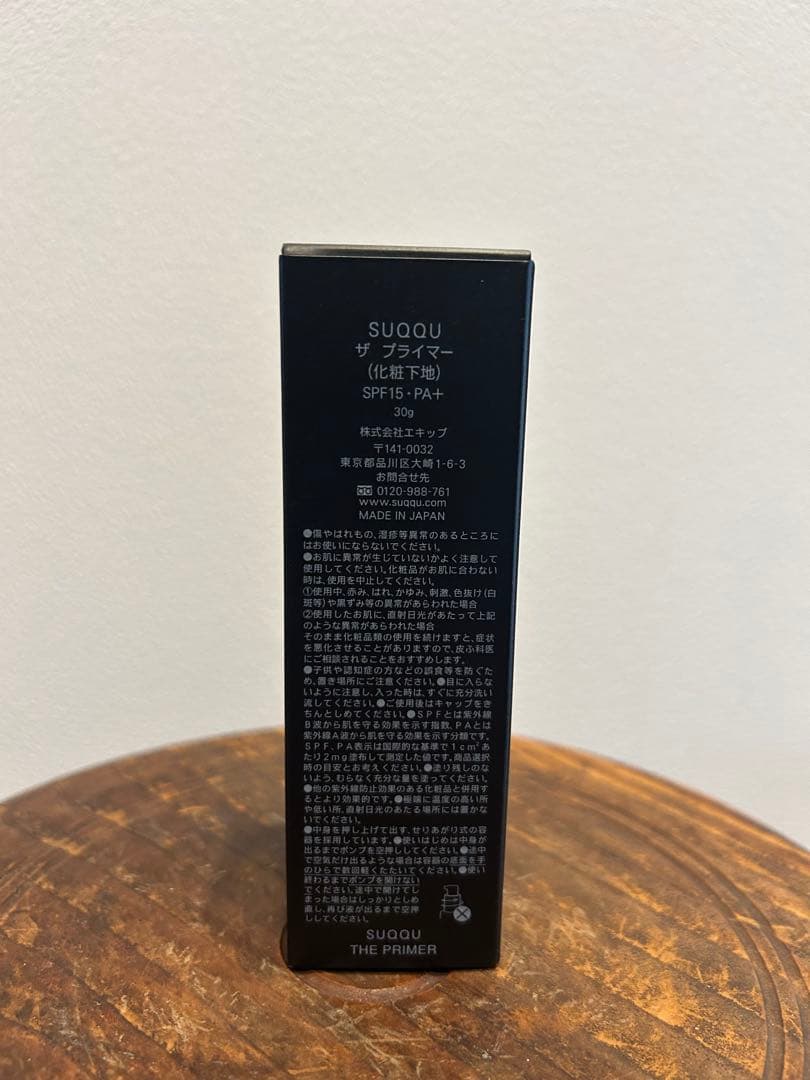 SUQQU
ザ プライマー
(化粧下地)
SPF15・PA＋
30g
株式会社エキップ
〒141-0032
東京都品川区大崎1-6-3
お問合せ先
0120-988-761
www.suqqu.com
MADE IN JAPAN
●傷やはれもの、湿疹等異常のあるところに
はお使いにならないでください。
●お肌に異常が生じていないかよく注意して
使用してください。化粧品がお肌に合わない
時は、使用を中止してください。
①使用中、赤み、はれ、かゆみ、刺激、色抜け(白
斑等)や黒ずみ等の異常があらわれた場合
②使用したお肌に、直射日光があたって上記
のような異常があらわれた場合
そのまま化粧品類の使用を続けますと、症状
を悪化させることがありますので、皮ふ科医
にご相談されることをおすすめします。
●子供や認知症の方などの誤食等を防ぐた
め、置き場所にご注意ください。●目に入らな
いように注意し、入った時は、すぐに充分洗い
流してください。●ご使用後はキャップをき
ちんとしめてください。●SPFとは紫外線
B波から肌を守る効果を示す指数、PAとは
紫外線A波から肌を守る効果を示す分類です。
SPF、PA表示は国際的な基準で1cm²あ
たり2mg塗布して測定した値です。商品選択
時の目安とお考えください。●塗り残しのな
いよう、むらなく充分な量を塗ってください。
●他の紫外線防止効果のある化粧品と併用す
るとより効果的です。●極端に温度の高い所
や低い所、直射日光のあたる場所には置かな
いでください。
●中身を押し上げて出す、せりあがり式の容
器を採用しています。●使いはじめは中身が
出るまでポンプを空押ししてください。●途中
で空気だけ出るような場合は容器の底面を手
のひらで数回軽くたたいてください。●使い
終わるまでポンプを開けない
でください。途中で開けてし
まった場合はしっかりとしめ
直し、再び液が出るまで空押
ししてください。
SUQQU
THE PRIMER